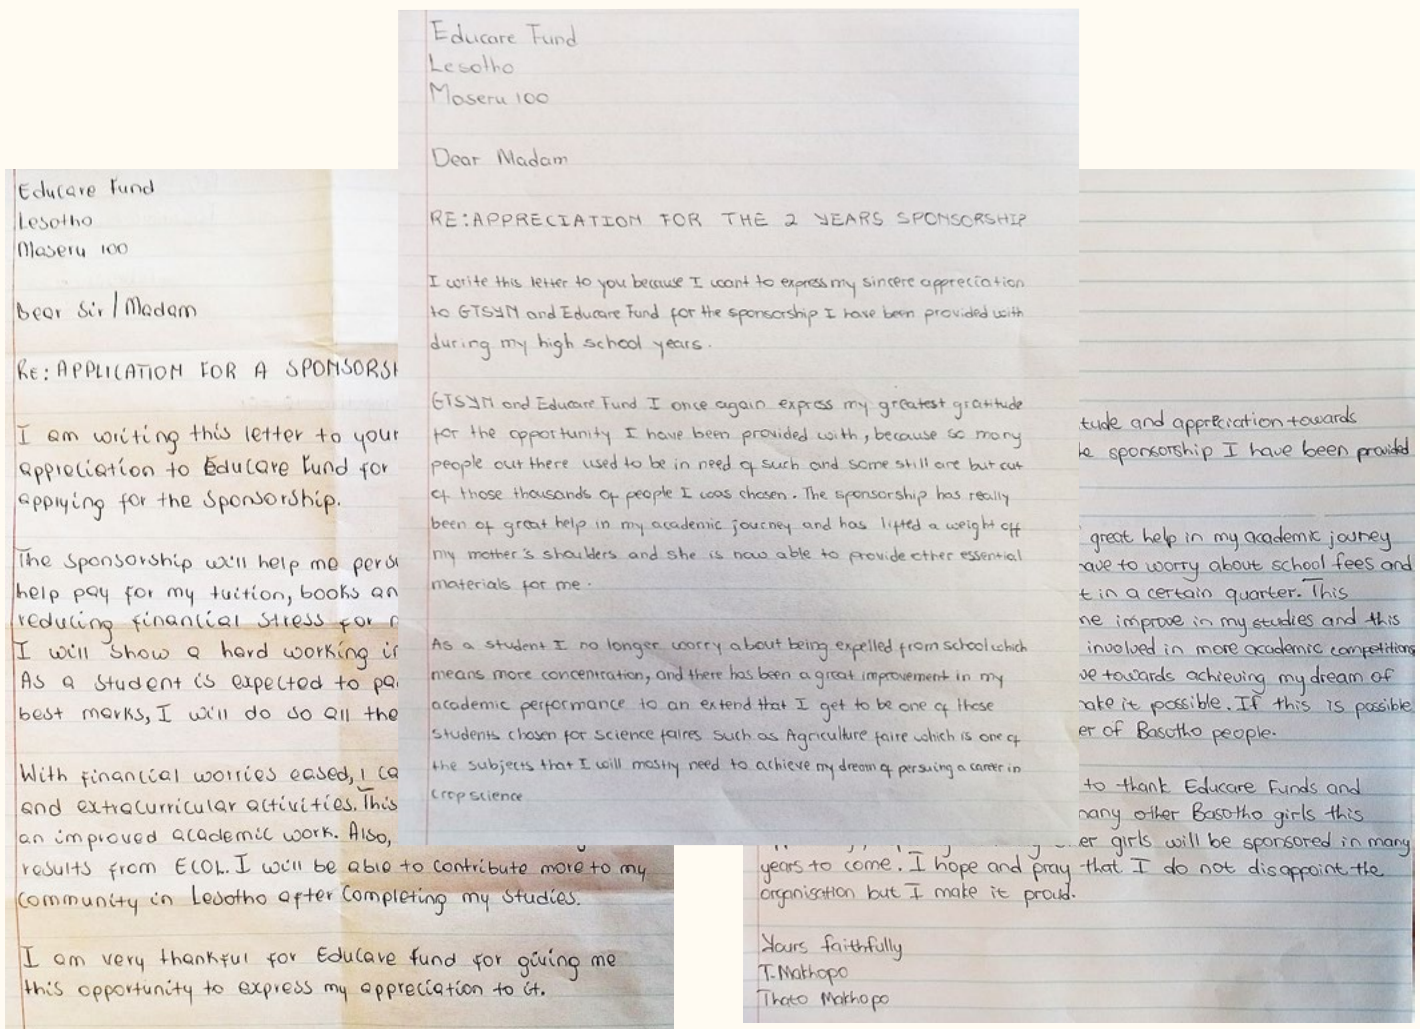 Educare Fund
Lesotho
Maseru 100
Dear Madam
RE: APPRECIATION FOR THE 2 YEARS SPONSORSHIP
I write this letter to you because I want to express my sincere appreciation
to GTSYM and Educare Fund for the sponsorship I have been provided with
during my high school years.
GTSYM and Educare Fund I once again express my greatest gratitude
for the opportunity I have been provided with, because so many
people out there used to be in need of such and some still are but out
of those thousands of people I was chosen. The sponsorship has really
been of great help in my academic journey and has lifted a weight off
my mother's shoulders and she is now able to provide other essential
materials for me.
As a student I no longer worry about being expelled from school which
means more concentration, and there has been a great improvement in my
academic performance to an extend that I get to be one of those
students chosen for science faires such as Agriculture faire which is one of
the subjects that I will mostly need to achieve my dream of persuing a career in
crop science
Educare Fund
Lesotho
Maseru 100
Dear Sir/Madam
Re: APPLICATION FOR A SPONSORSH
I am writing this letter to your
appreciation to Educare Fund for
applying for the Sponsorship.
The Sponsorship will help me pers
help pay for my tuition, books an
reducing financial stress for
I will show a hard working
As a student is expected to pa
best marks, I will do so all the
With financial worries eased, I ca
and extracurricular activities. This
an improved academic work. Also,
results from ECOL. I will be able to contribute more to my
community in Lesotho after Completing my Studies.
I am very thankful for Educare fund for giving me
this opportunity to express my appreciation to it.
tude and appreciation towards
sponsorship I have been provided
great help in my academic jouney
ave to worry about school fees and
t in a certain quarter. This
me improve in my studies and this
involved in more academic competitions
ve towards achieving my dream of
ake it possible. If this is possible
er of Basotho people.
to thank Educare Funds and
many other Basotho girls this
er girls will be sponsored in many
years to come. I hope and pray that I do not disappoint the
organisation but I make it proud.
Yours faithfully
T. Makhopo
Thato Makhopo